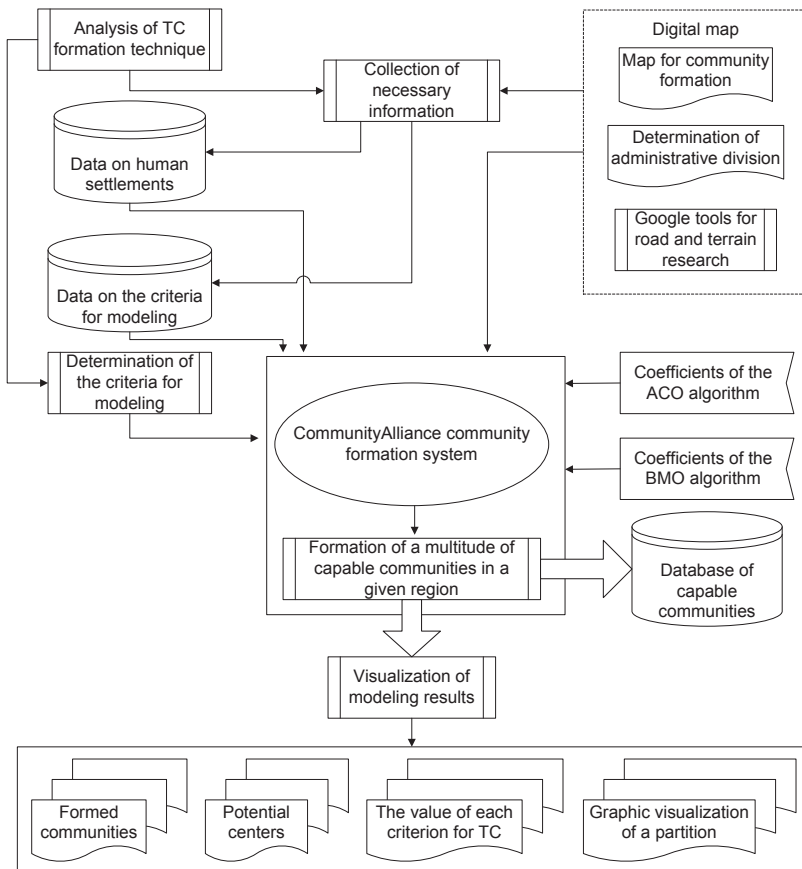 Analysis of TC
formation technique
Digital map
Map for community
formation
Collection of
necessary
information
Determination of
administrative division
Data on human
settlements
Google tools for
road and terrain
research
Data on the criteria
for modeling
Determination of
the criteria for
modeling
Coefficients of the
ACO algorithm
CommunityAlliance community
formation system
Coefficients of the
BMO algorithm
Formation of a multitude of
capable communities in a
given region
Database of
capable
communities
Visualization of
modeling results
Formed
communities
Potential
centers
The value of each
criterion for TC
Graphic visualization
of a partition